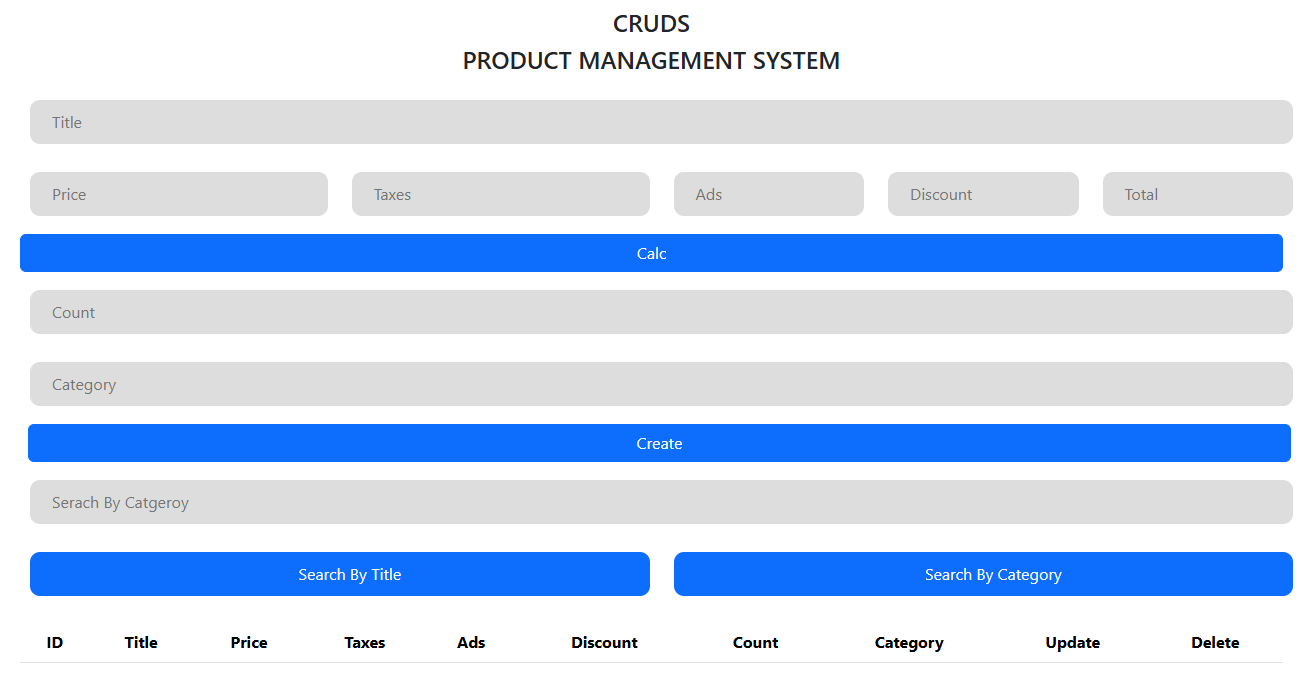 CRUDS
PRODUCT MANAGEMENT SYSTEM
Title
Price Taxes Ads Discount Total
Calc
Count
Category
Create
Serach By Catgeroy
Search By Title Search By Category
ID Title Price Taxes Ads Discount Count Category Update Delete